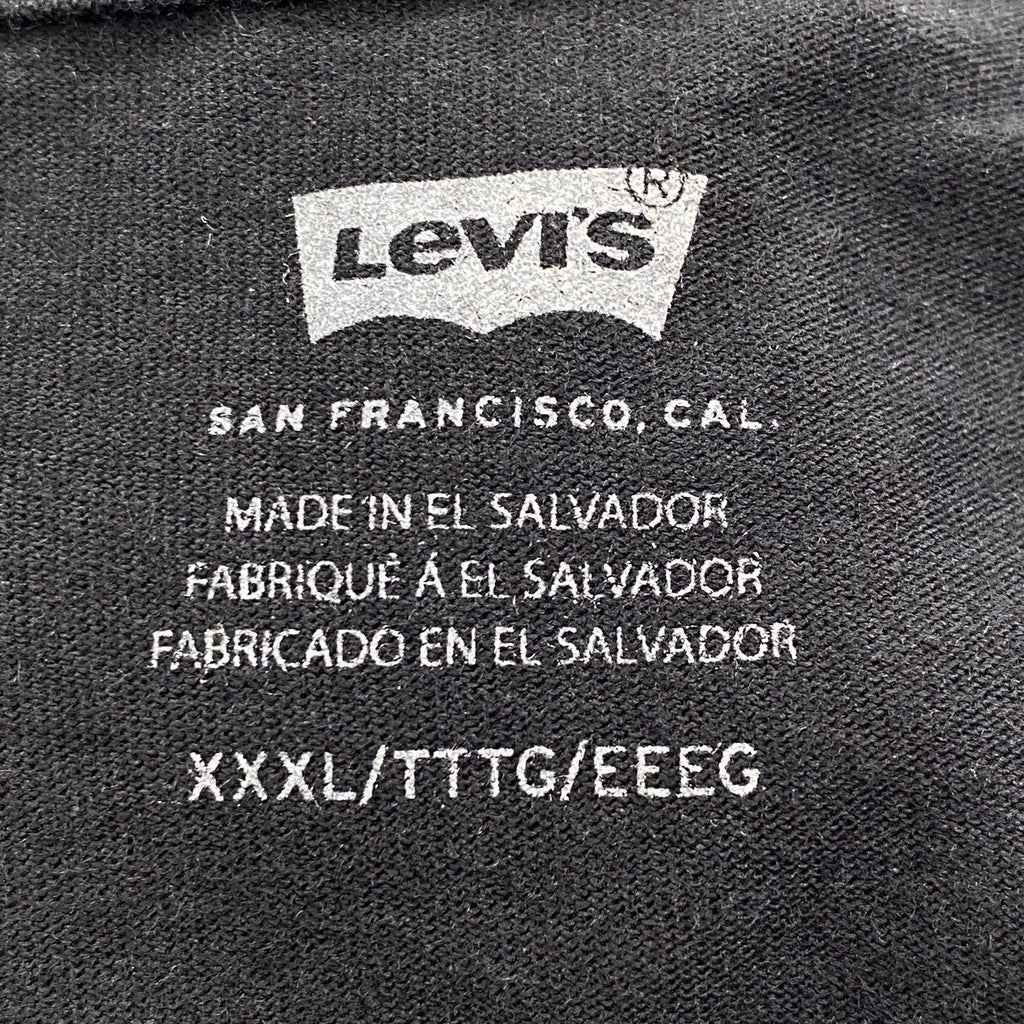 LEVI'S®
SAN FRANCISCO, CAL.
MADE IN EL SALVADOR
FABRIQUÉ Á EL SALVADOR
FABRICADO EN EL SALVADOR
XXXL/TTTG/EEEG